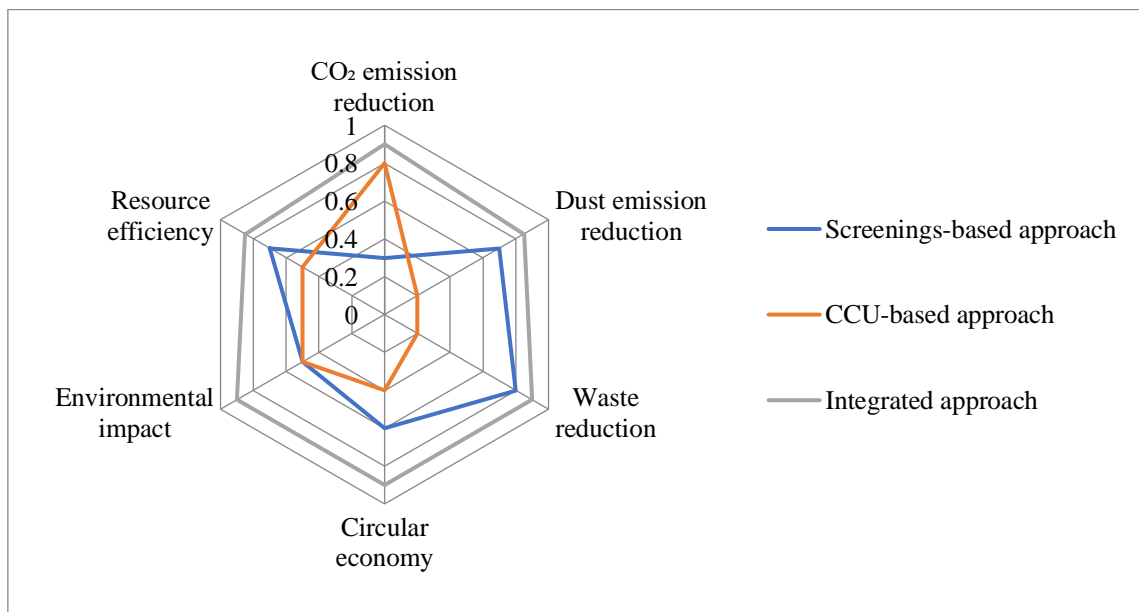 CO₂ emission
reduction
1
0.8
0.6
0.4
0.2
0
Resource
efficiency
Dust emission
reduction
Environmental
impact
Waste
reduction
Circular
economy
Screenings-based approach
CCU-based approach
Integrated approach